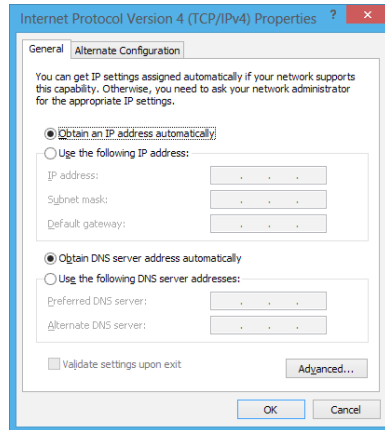 Internet Protocol Version 4 (TCP/IPv4) Properties ? ×
General Alternate Configuration
You can get IP settings assigned automatically if your network supports
this capability. Otherwise, you need to ask your network administrator
for the appropriate IP settings.
Obtain an IP address automatically
Use the following IP address:
IP address:
Subnet mask:
Default gateway:
Obtain DNS server address automatically
Use the following DNS server addresses:
Preferred DNS server:
Alternate DNS server:
Validate settings upon exit
Advanced...
OK Cancel